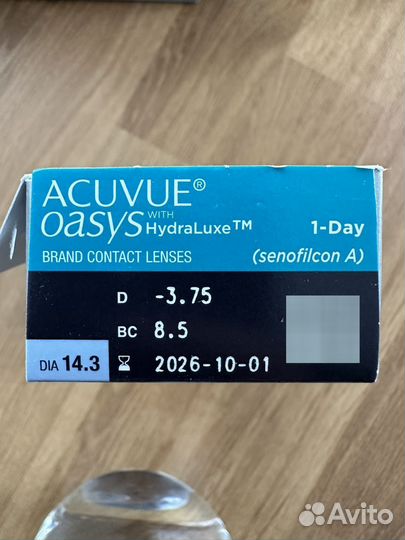 ACUVUE®
OASYS WITH HydraLuxe™ 1-Day
BRAND CONTACT LENSES (senofilcon A)
D -3.75
BC 8.5
DIA 14.3 2026-10-01
Avito